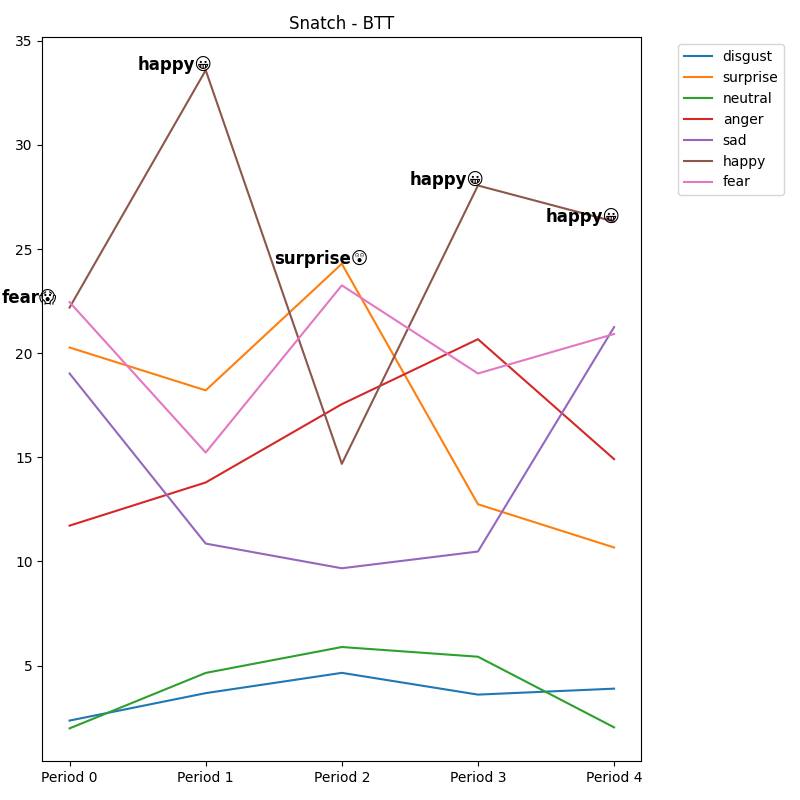 Snatch - BTT
35
30
25
20
15
10
5
happy😀
happy😀
happy😀
surprise😲
fear😱
Period 0
Period 1
Period 2
Period 3
Period 4
disgust
surprise
neutral
anger
sad
happy
fear